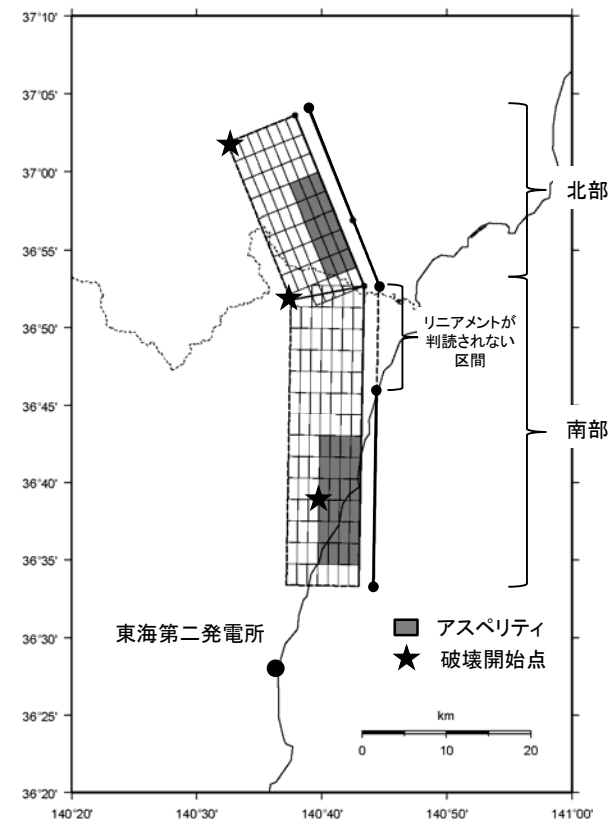 37°10'
37°05'
37°00'
36°55'
36°50'
36°45'
36°40'
36°35'
36°30'
36°25'
36°20'
北部
リニアメントが
判読されない
区間
南部
東海第二発電所
アスペリティ
破壊開始点
km
0 10 20
140°20' 140°30' 140°40' 140°50' 141°00'